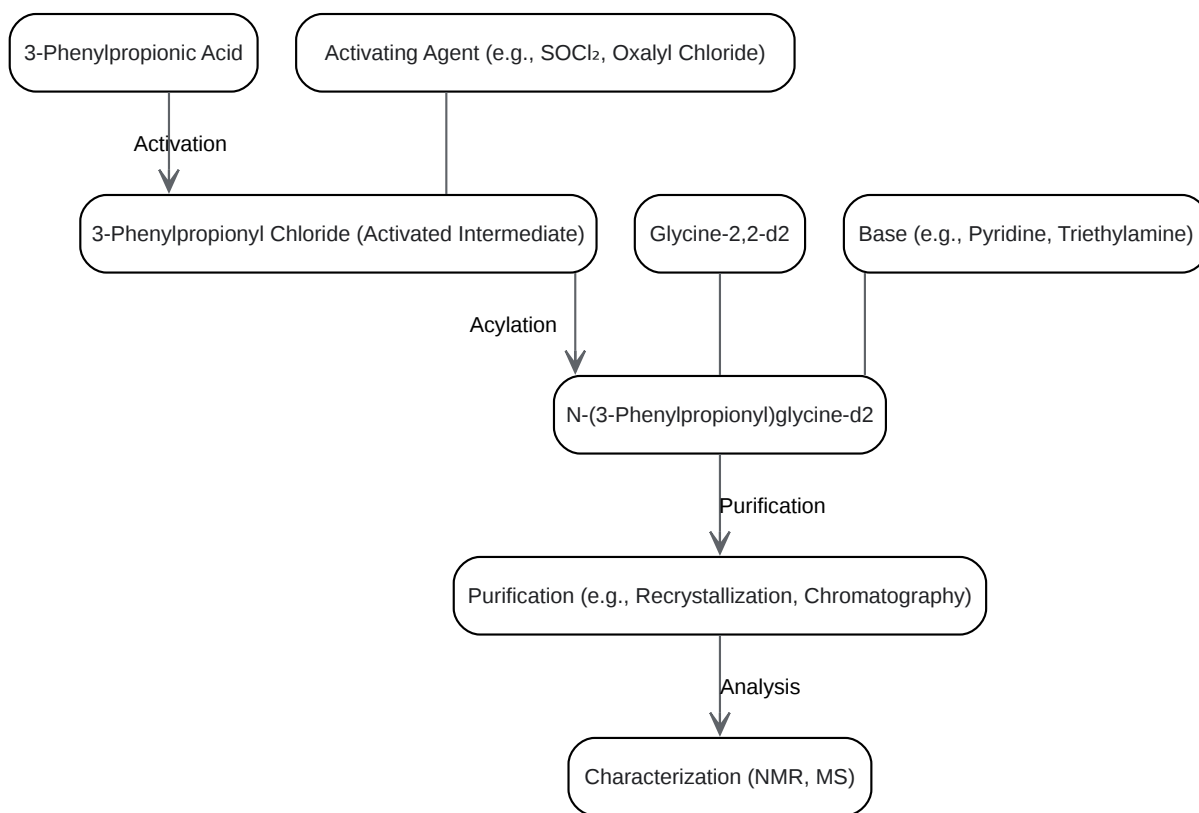 3-Phenylpropionic Acid
Activating Agent (e.g., SOCl₂, Oxalyl Chloride)
Activation
3-Phenylpropionyl Chloride (Activated Intermediate)
Glycine-2,2-d2
Base (e.g., Pyridine, Triethylamine)
Acylation
N-(3-Phenylpropionyl)glycine-d2
Purification
Purification (e.g., Recrystallization, Chromatography)
Analysis
Characterization (NMR, MS)